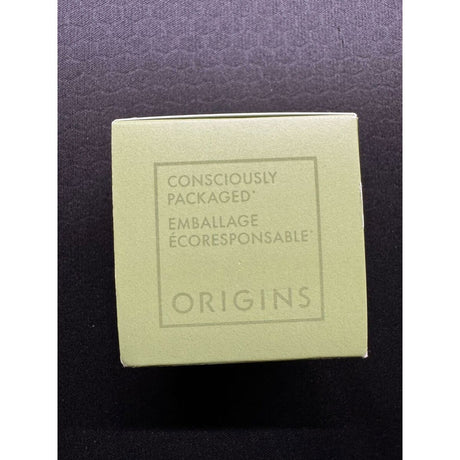 CONSCIOUSLY
PACKAGED*
EMBALLAGE
ÉCORESPONSABLE*
ORIGINS